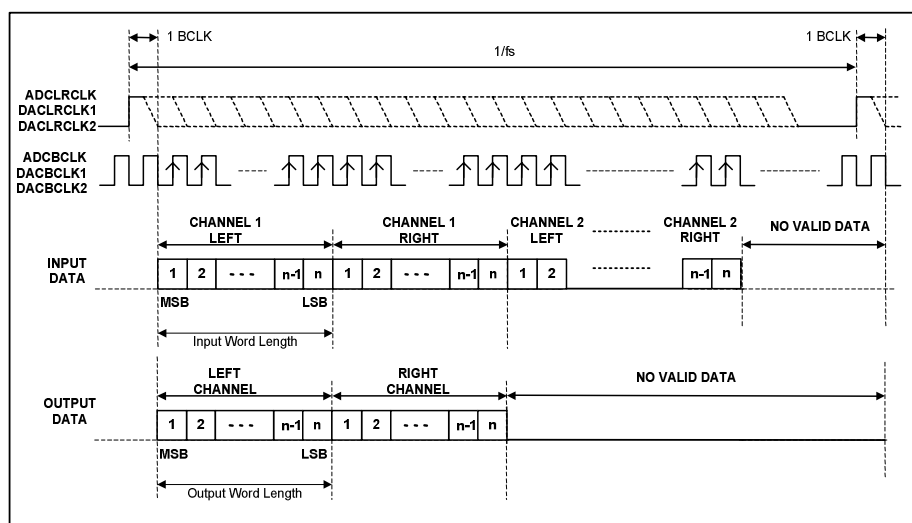 1 BCLK
1 BCLK
1/fs
ADCLRCLK
DACLRCLK1
DACLRCLK2
ADCBCLK
DACBCLK1
DACBCLK2
CHANNEL 1
LEFT
CHANNEL 1
RIGHT
CHANNEL 2
LEFT
CHANNEL 2
RIGHT
NO VALID DATA
INPUT
DATA
1 2 - - - n-1 n 1 2 - - - n-1 n 1 2 n-1 n
MSB
LSB
Input Word Length
LEFT
CHANNEL
RIGHT
CHANNEL
NO VALID DATA
OUTPUT
DATA
1 2 - - - n-1 n 1 2 - - - n-1 n
MSB
LSB
Output Word Length